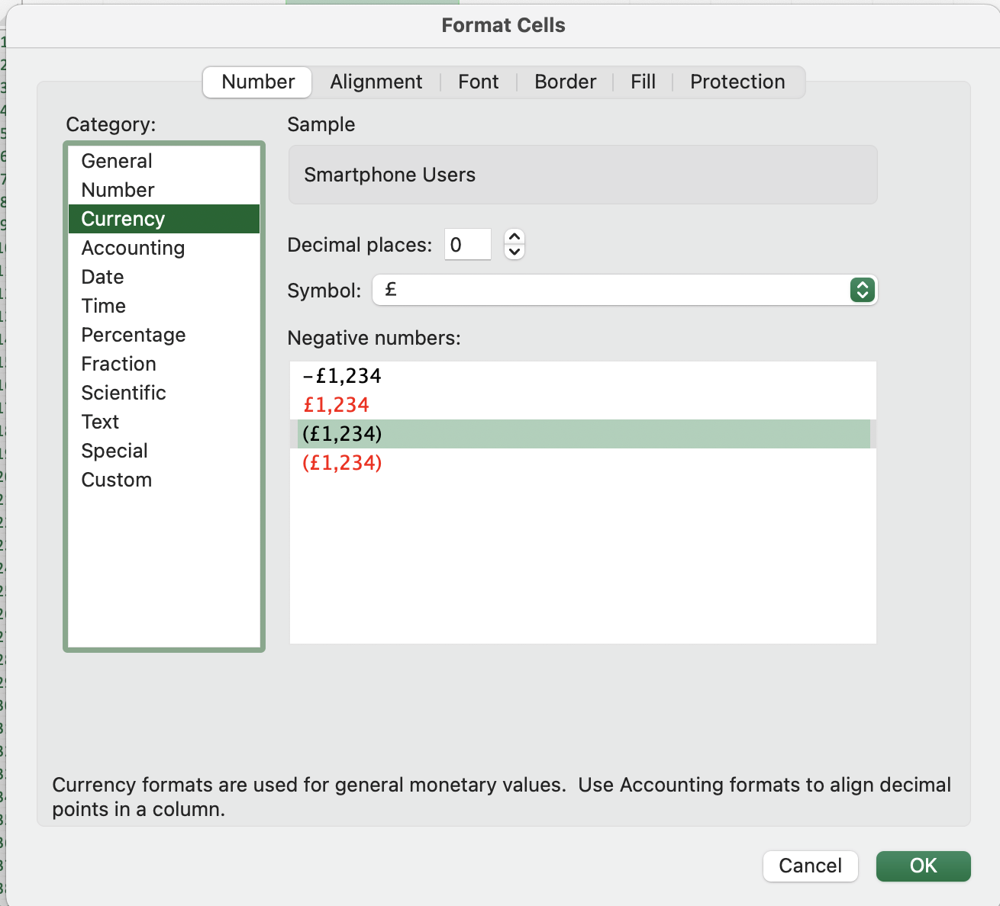 Format Cells
Number Alignment Font Border Fill Protection
Category:
General
Number
Currency
Accounting
Date
Time
Percentage
Fraction
Scientific
Text
Special
Custom
Sample
Smartphone Users
Decimal places: 0
Symbol: £
Negative numbers:
-£1,234
£1,234
(£1,234)
(£1,234)
Currency formats are used for general monetary values.  Use Accounting formats to align decimal
points in a column.
Cancel OK